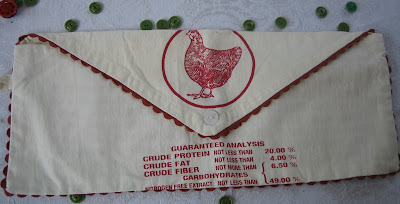 GUARANTEED ANALYSIS
CRUDE PROTEIN NOT LESS THAN 20.00 %
CRUDE FAT NOT LESS THAN 4.00 %
CRUDE FIBER NOT MORE THAN 6.50 %
CARBOHYDRATES
NITROGEN FREE EXTRACT NOT LESS THAN 49.00 %